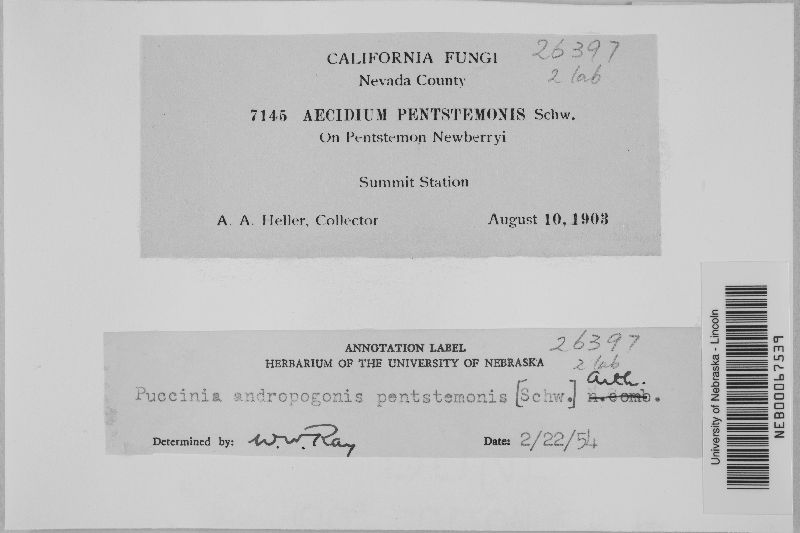 CALIFORNIA FUNGI
26397
Nevada County
2 lab
7145 AECIDIUM PENTSTEMONIS Schw.
On Pentstemon Newberryi
Summit Station
A. A. Heller, Collector August 10, 1903
ANNOTATION LABEL
26397
HERBARIUM OF THE UNIVERSITY OF NEBRASKA
2 lab
Arth.
Puccinia andropogonis pentstemonis [Schw.] n.comb.
Determined by: W.W. Ray Date: 2/22/54
University of Nebraska - Lincoln
NEB00067539